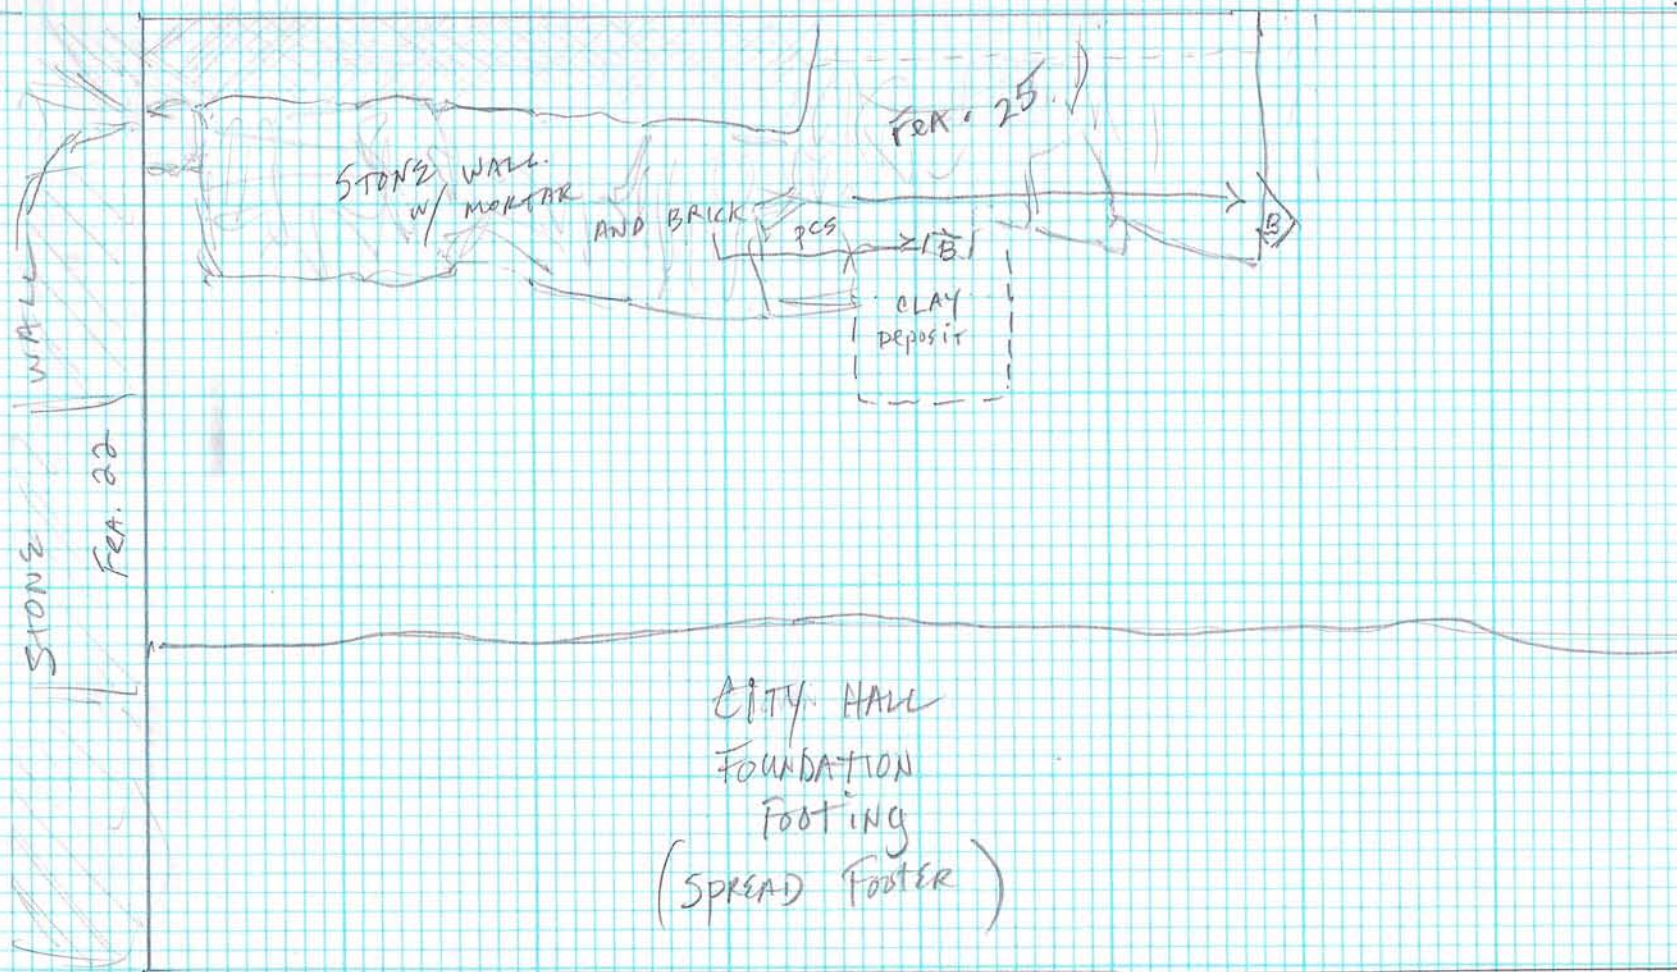 FeA. 25
STONE WALL
W/ MORTAR
AND BRICK
PCS
B
B
CLAY
Deposit
STONE WALL
FeA. 22
CITY HALL
FOUNDATION
FOOTING
(SPREAD FOOTER)